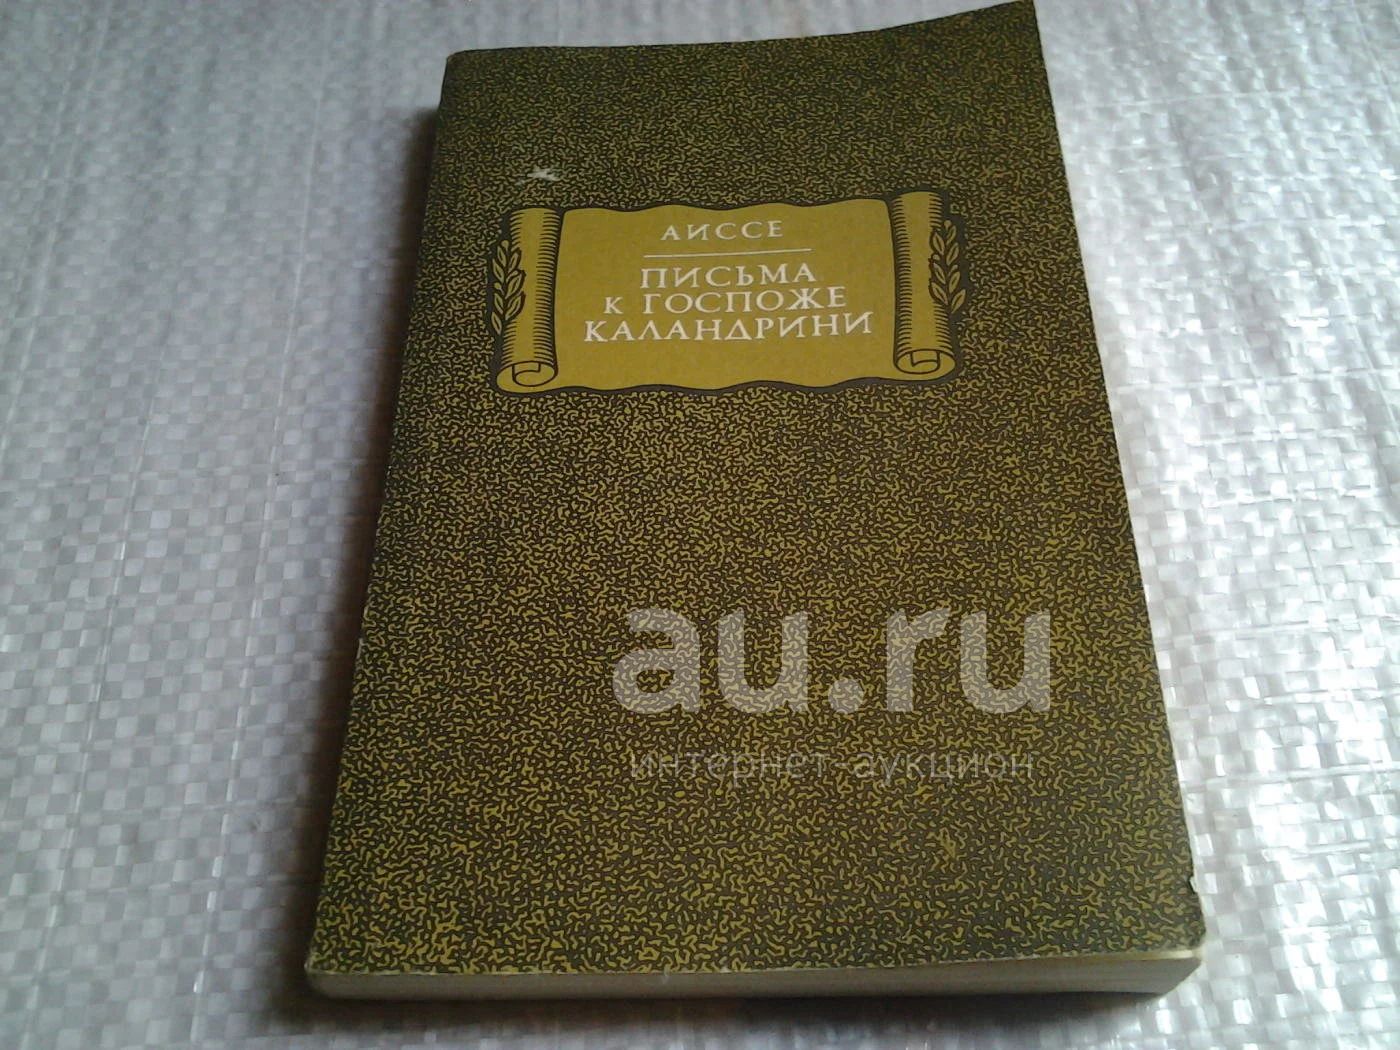 АИССЕ
ПИСЬМА
К ГОСПОЖЕ
КАЛАНДРИНИ
au.ru
интернет-аукцион